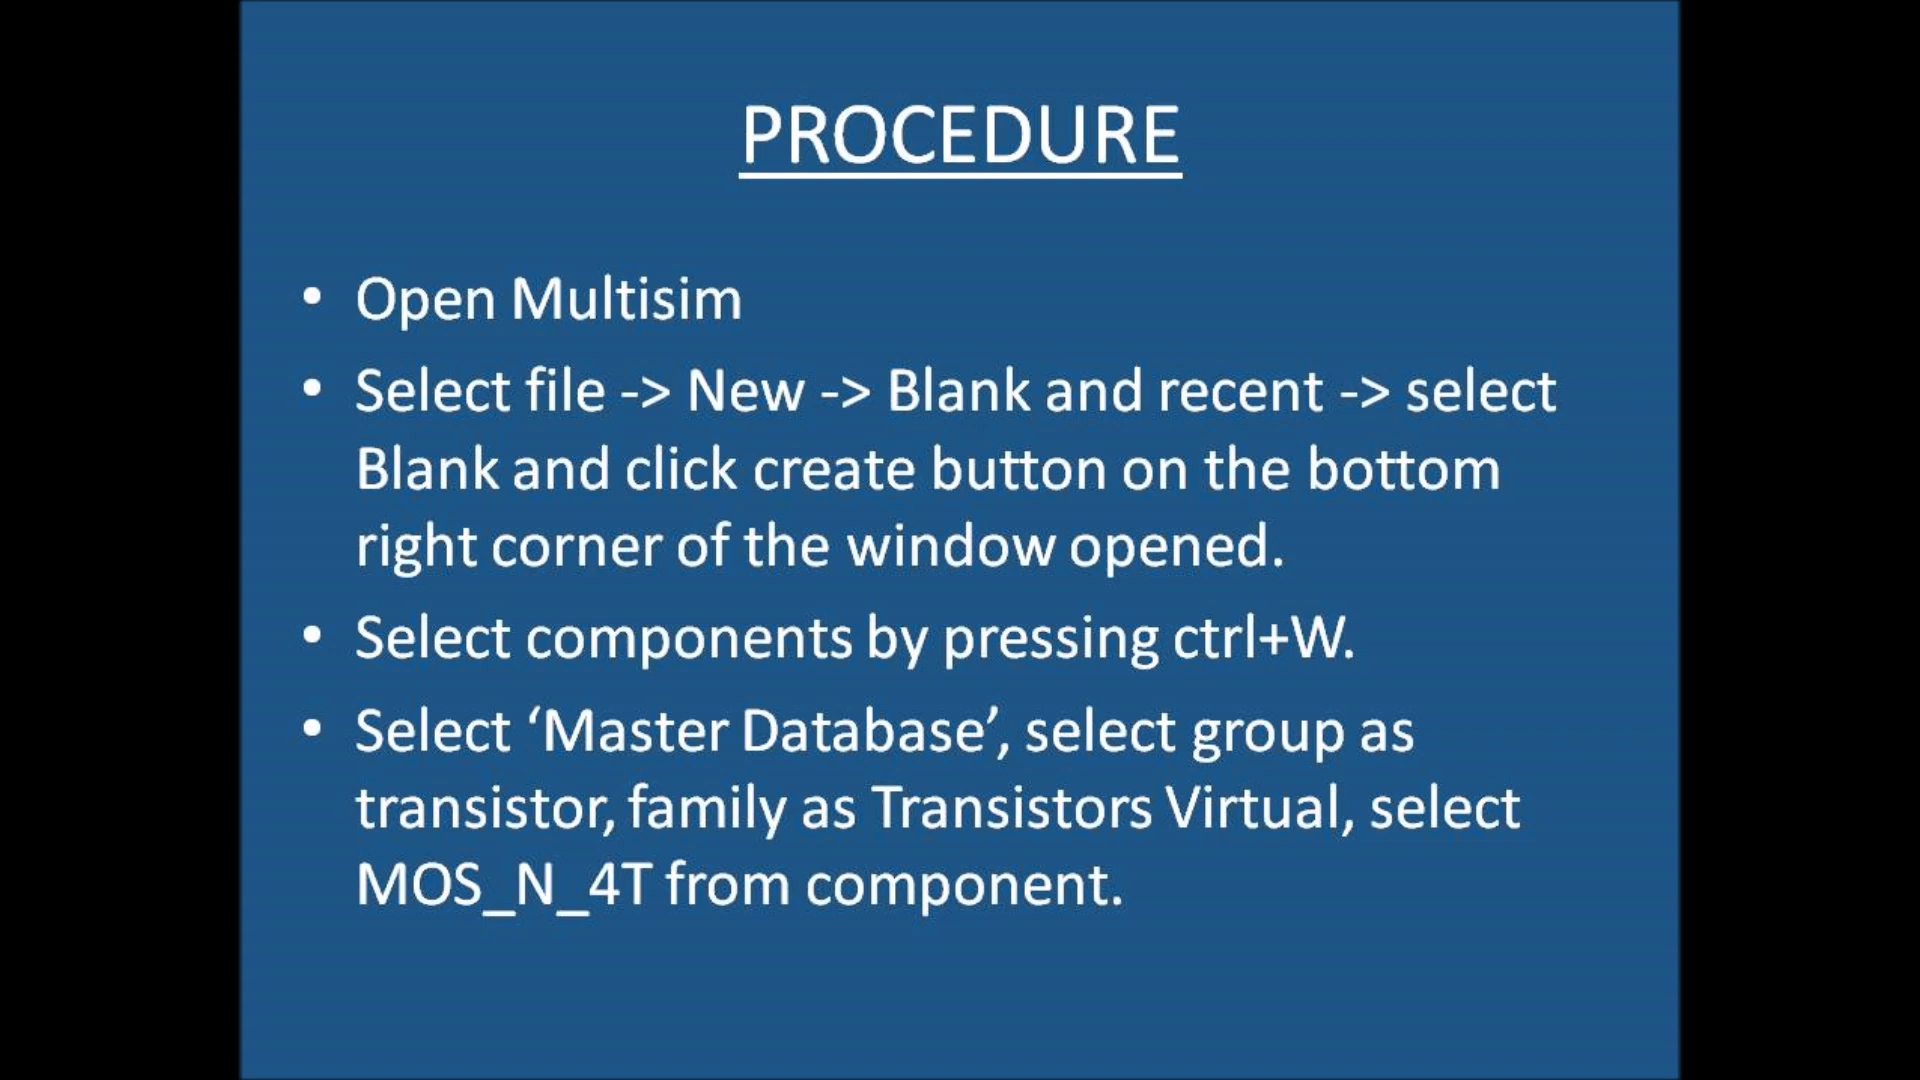 PROCEDURE
• Open Multisim
• Select file -> New -> Blank and recent -> select
Blank and click create button on the bottom
right corner of the window opened.
• Select components by pressing ctrl+W.
• Select ‘Master Database’, select group as
transistor, family as Transistors Virtual, select
MOS_N_4T from component.